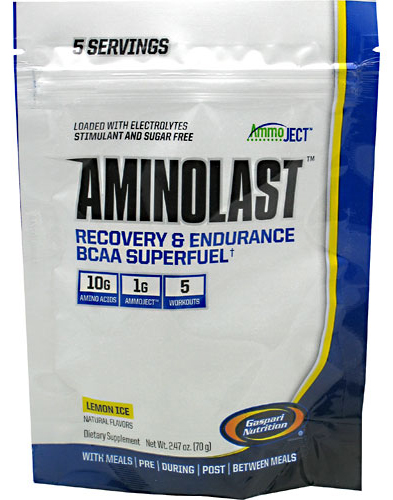 5 SERVINGS
LOADED WITH ELECTROLYTES
STIMULANT AND SUGAR FREE
AmmoJECT™
AMINOLAST™
RECOVERY & ENDURANCE
BCAA SUPERFUEL†
10G
AMINO ACIDS
1G
AMMOJECT™
5
WORKOUTS
LEMON ICE
NATURAL FLAVORS
Dietary Supplement Net Wt. 2.47 oz. (70 g)
Gaspari
Nutrition
WITH MEALS | PRE | DURING | POST | BETWEEN MEALS